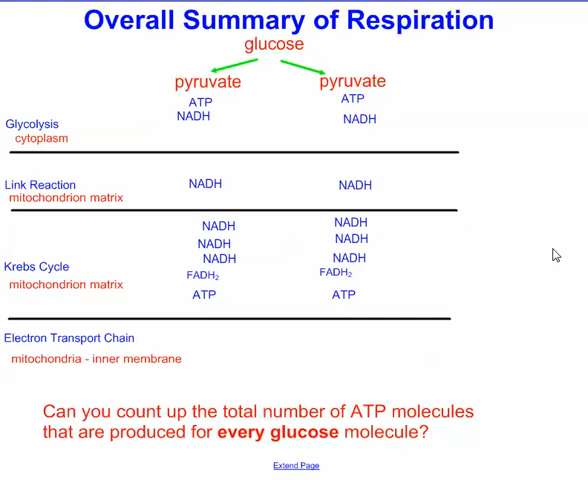 Overall Summary of Respiration
glucose
pyruvate pyruvate
ATP ATP
NADH NADH
Glycolysis
cytoplasm
Link Reaction NADH NADH
mitochondrion matrix
NADH NADH
NADH NADH
NADH NADH
Krebs Cycle FADH₂ FADH₂
mitochondrion matrix
ATP ATP
Electron Transport Chain
mitochondria - inner membrane
Can you count up the total number of ATP molecules
that are produced for every glucose molecule?
Extend Page